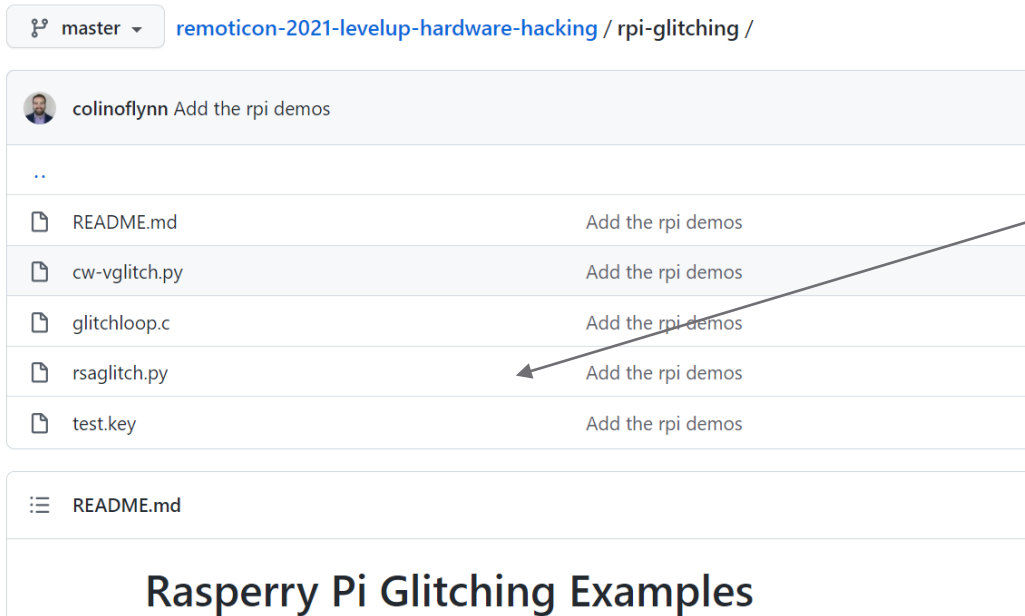 master
remoticon-2021-levelup-hardware-hacking / rpi-glitching /
colinoflynn Add the rpi demos
..
README.md Add the rpi demos
cw-vglitch.py Add the rpi demos
glitchloop.c Add the rpi demos
rsaglitch.py Add the rpi demos
test.key Add the rpi demos
README.md
Rasperry Pi Glitching Examples